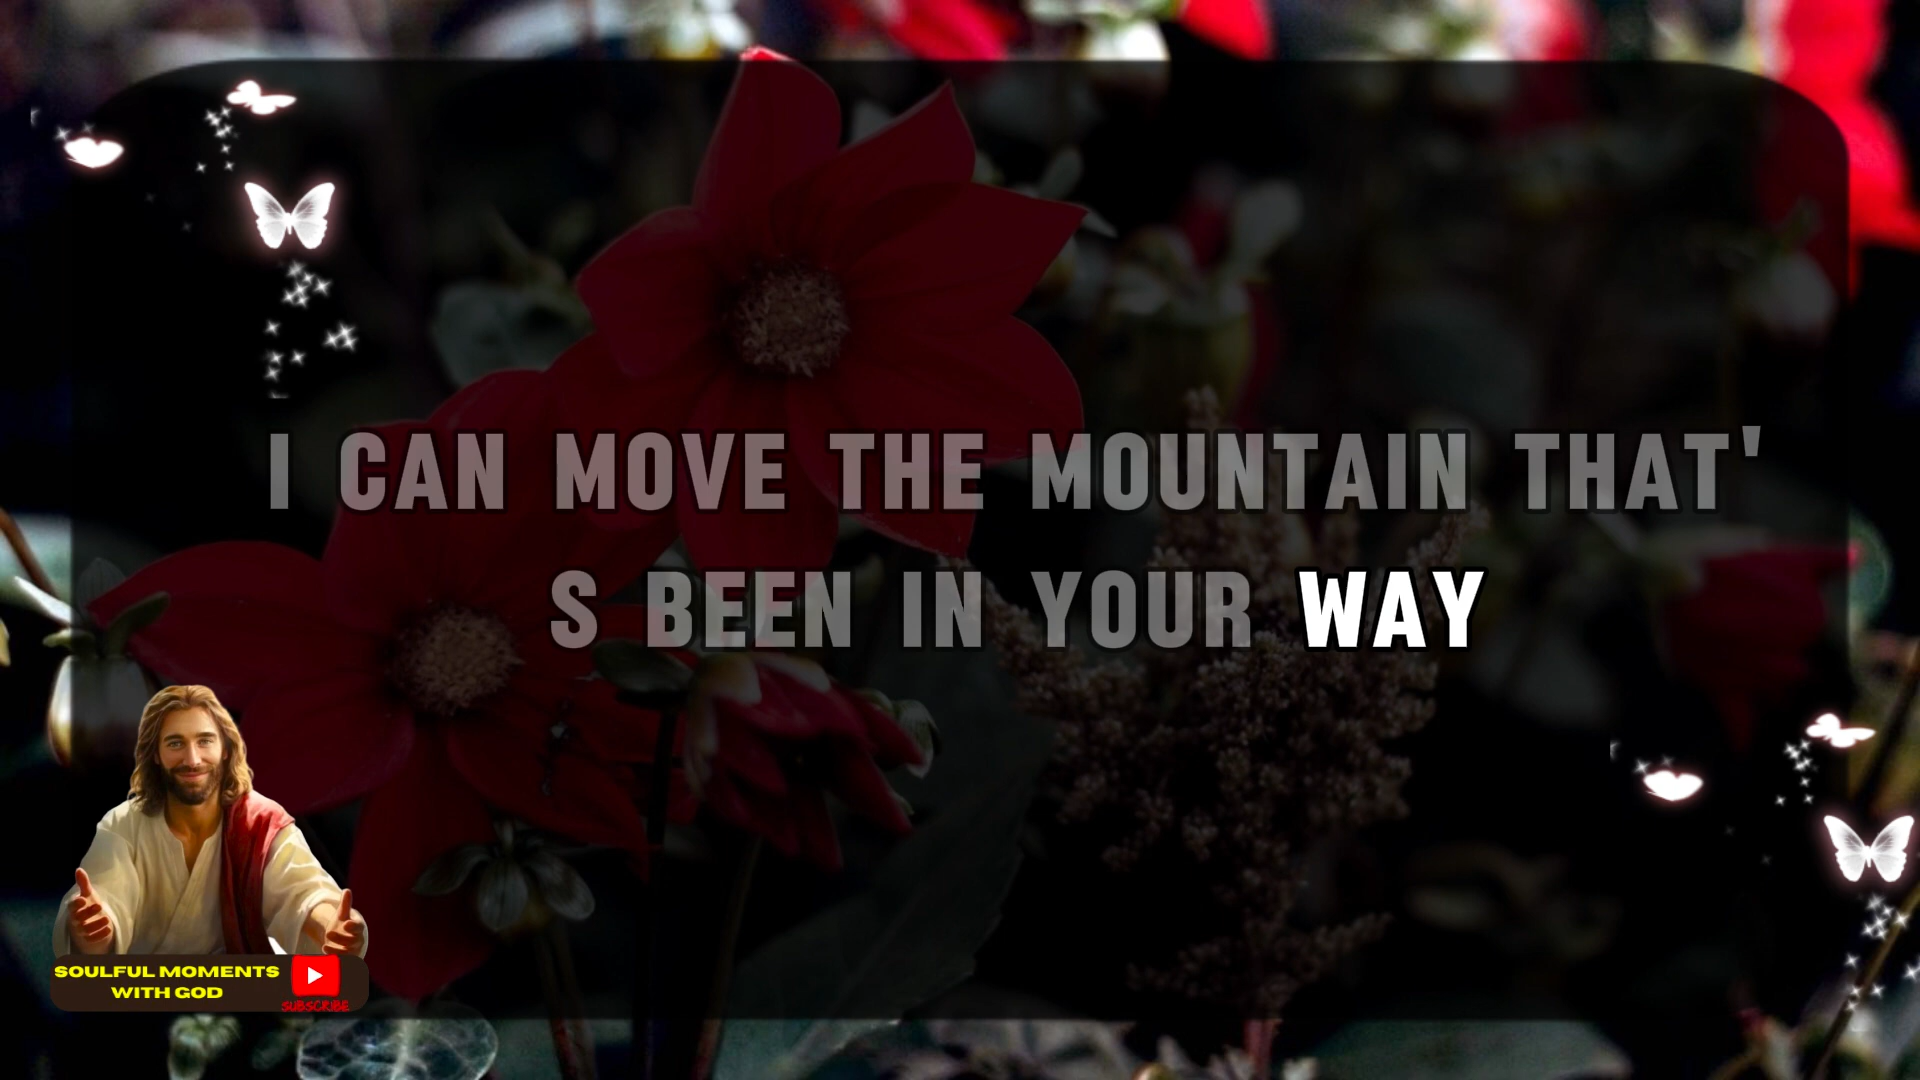 I CAN MOVE THE MOUNTAIN THAT'
S BEEN IN YOUR WAY
SOULFUL MOMENTS
WITH GOD
SUBSCRIBE